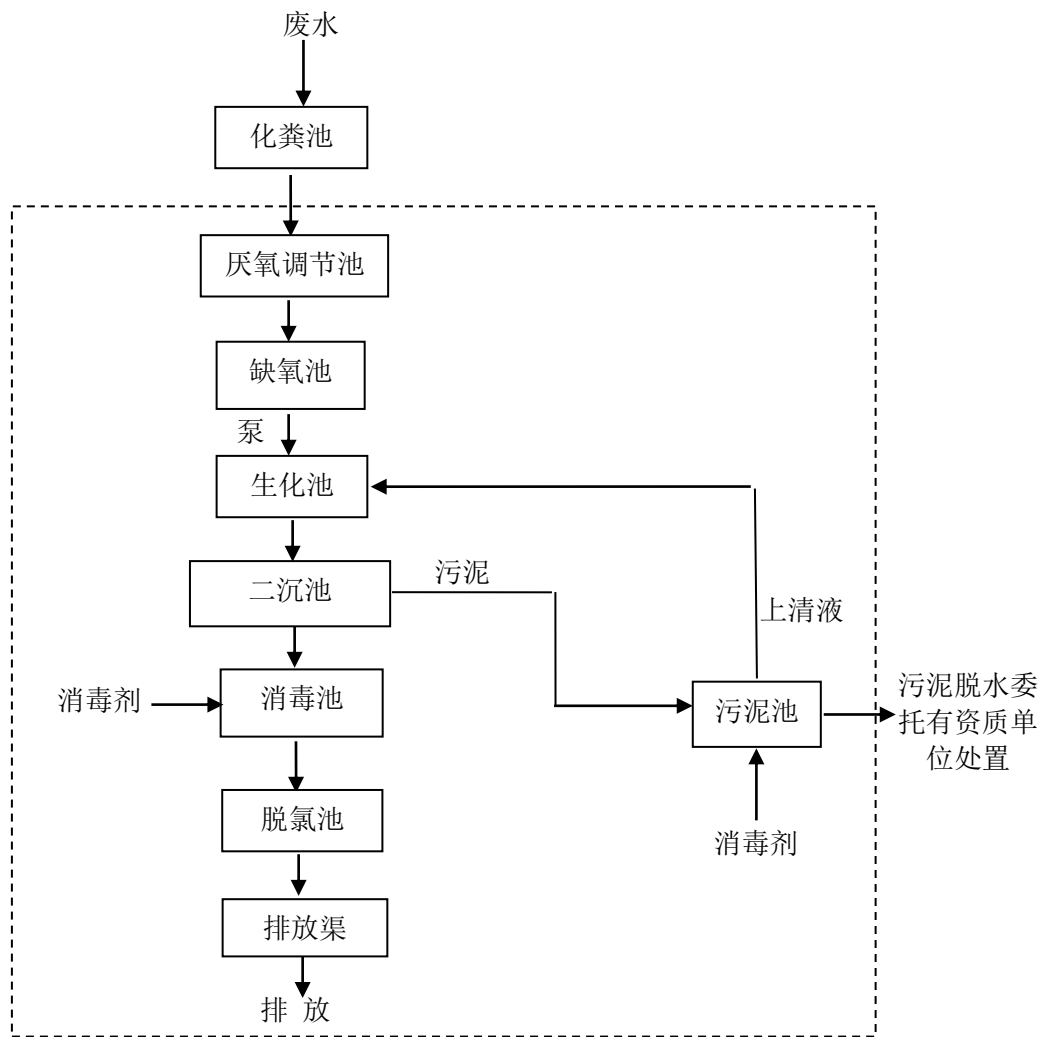 废水
化粪池
厌氧调节池
缺氧池
泵
生化池
二沉池
污泥
上清液
消毒剂
消毒池
污泥池
污泥脱水委
托有资质单
位处置
脱氯池
消毒剂
排放渠
排 放